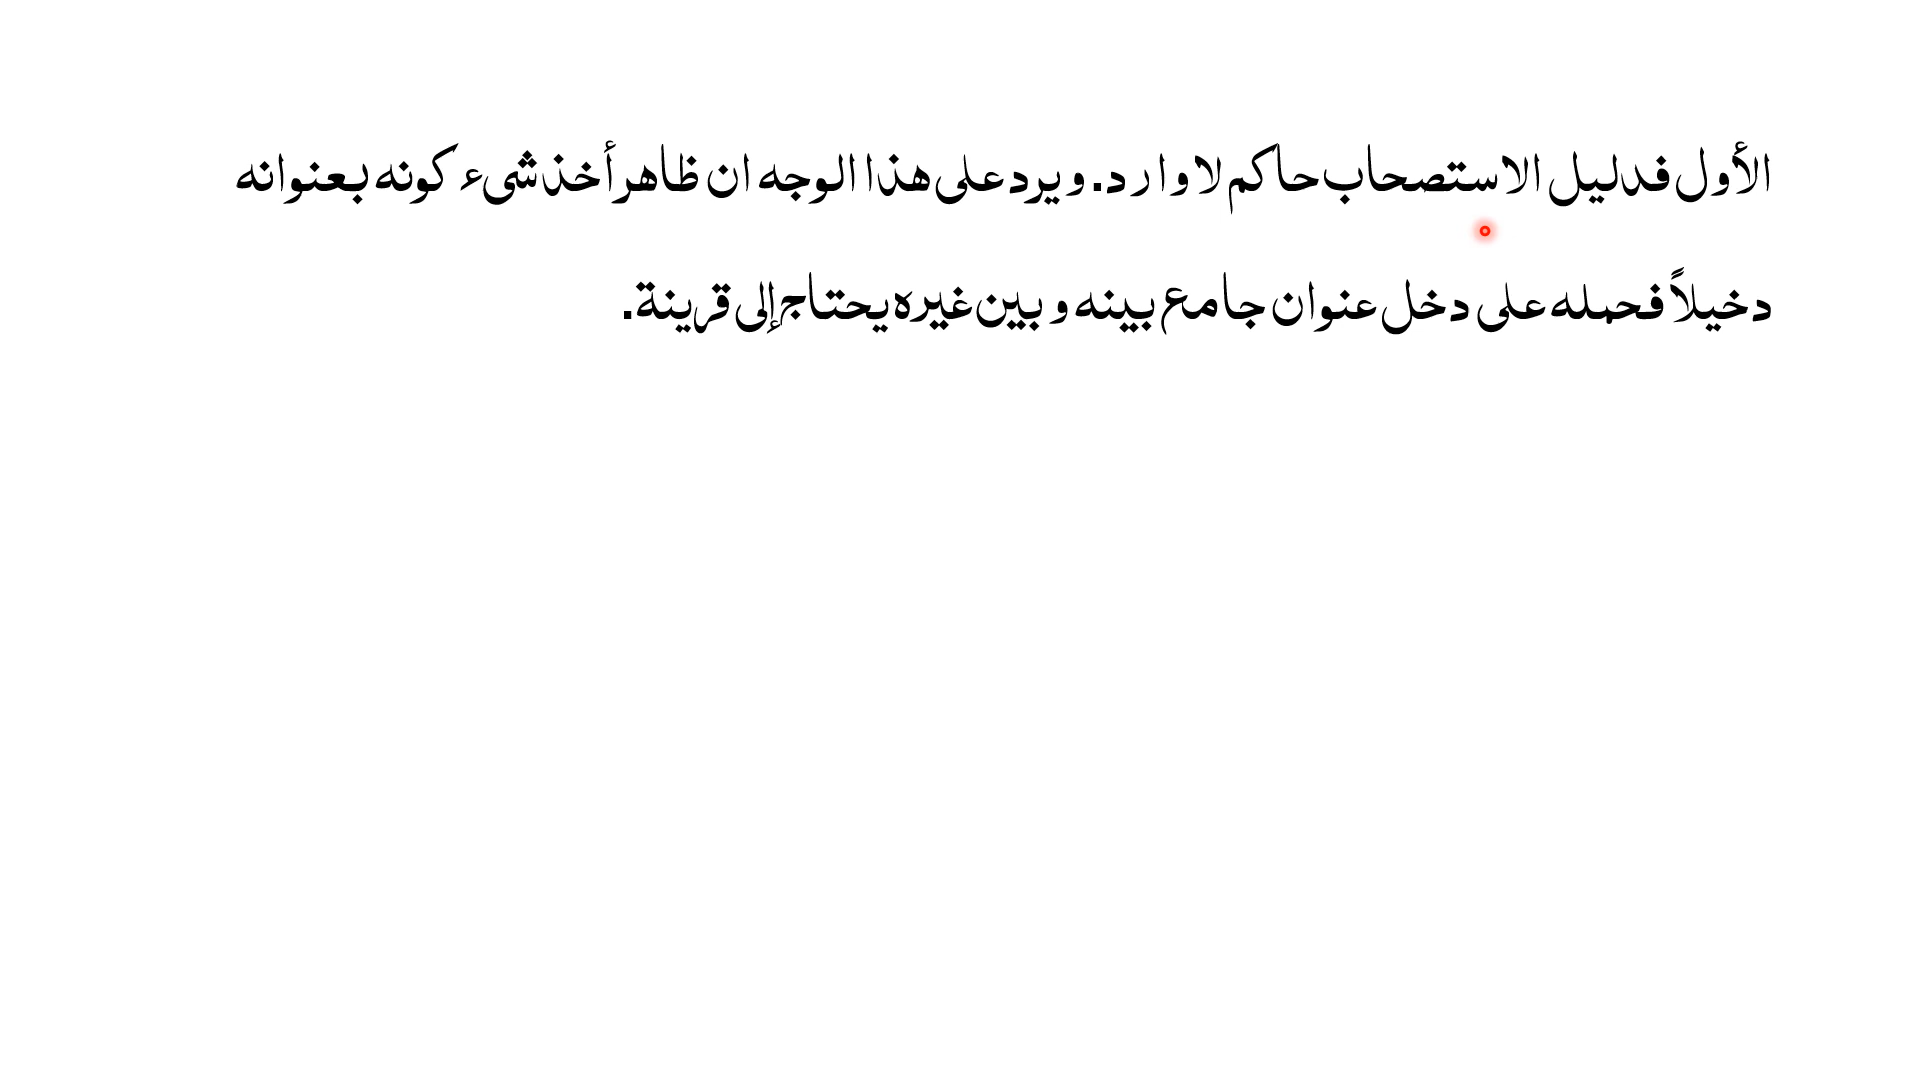 الأول فدليل الاستصحاب حاكم لا وارد. ويرد على هذا الوجه ان ظاهر أخذ شىء كونه بعنوانه
دخيلاً فحمله على دخل عنوان جامع بينه وبين غيره يحتاج إلى قرينة.